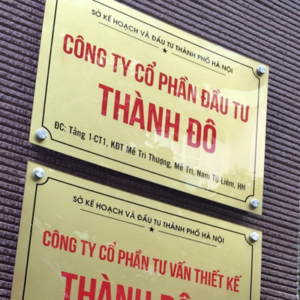 SỞ KẾ HOẠCH VÀ ĐẦU TƯ THÀNH PHỐ HÀ NỘI
CÔNG TY CỔ PHẦN ĐẦU TƯ
THÀNH ĐÔ
ĐC: Tầng 1-CT1, KĐT Mễ Trì Thượng, Mễ Trì, Nam Từ Liêm, HN
SỞ KẾ HOẠCH VÀ ĐẦU TƯ THÀNH PHỐ HÀ NỘI
CÔNG TY CỔ PHẦN TƯ VẤN THIẾT KẾ
THÀNH ĐÔ